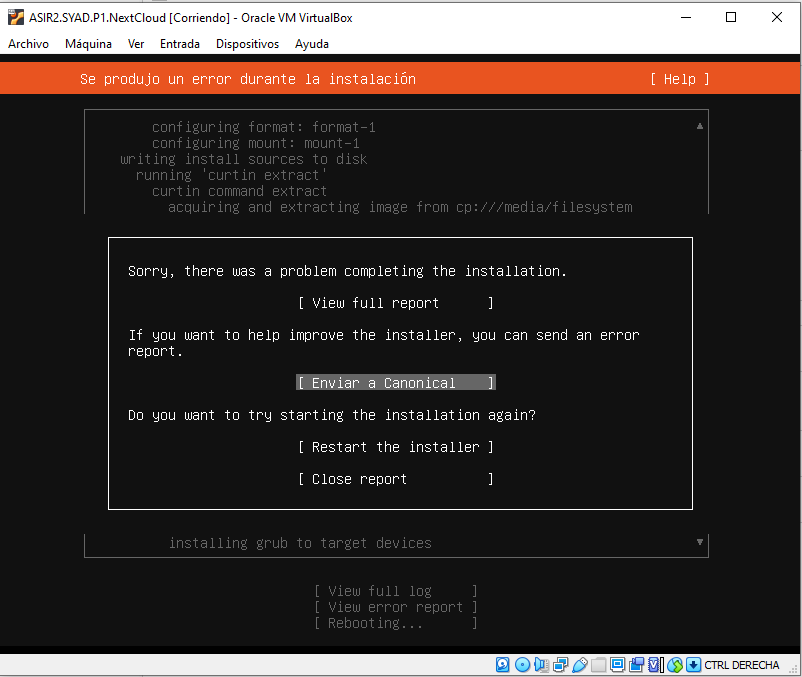 ASIR2.SYAD.P1.NextCloud [Corriendo] - Oracle VM VirtualBox
Archivo Máquina Ver Entrada Dispositivos Ayuda
Se produjo un error durante la instalación [ Help ]
configuring format: format-1
configuring mount: mount-1
writing install sources to disk
running 'curtin extract'
curtin command extract
acquiring and extracting image from cp:///media/filesystem
Sorry, there was a problem completing the installation.
[ View full report ]
If you want to help improve the installer, you can send an error
report.
[ Enviar a Canonical ]
Do you want to try starting the installation again?
[ Restart the installer ]
[ Close report ]
installing grub to target devices
[ View full log ]
[ View error report ]
[ Rebooting... ]
CTRL DERECHA